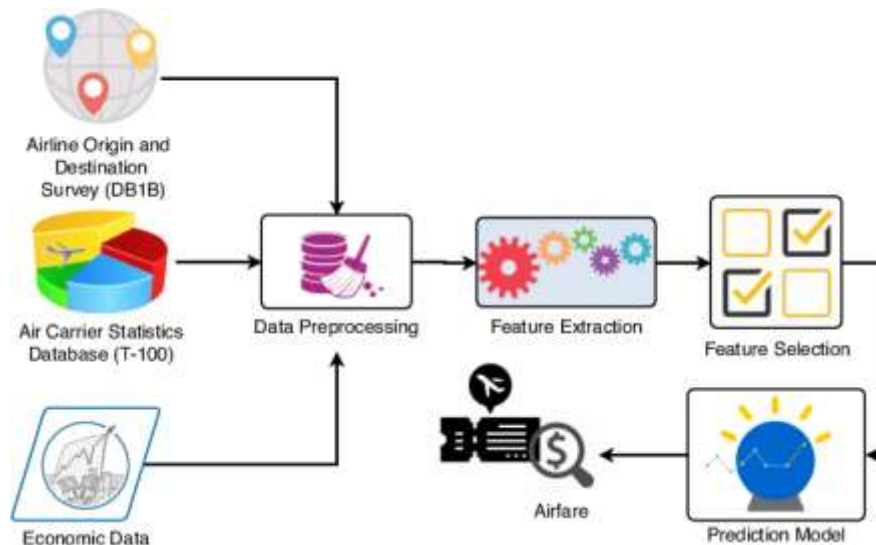 Airline Origin and
Destination
Survey (DB1B)
Air Carrier Statistics
Database (T-100)
Data Preprocessing
Feature Extraction
Feature Selection
Economic Data
$
Airfare
Prediction Model